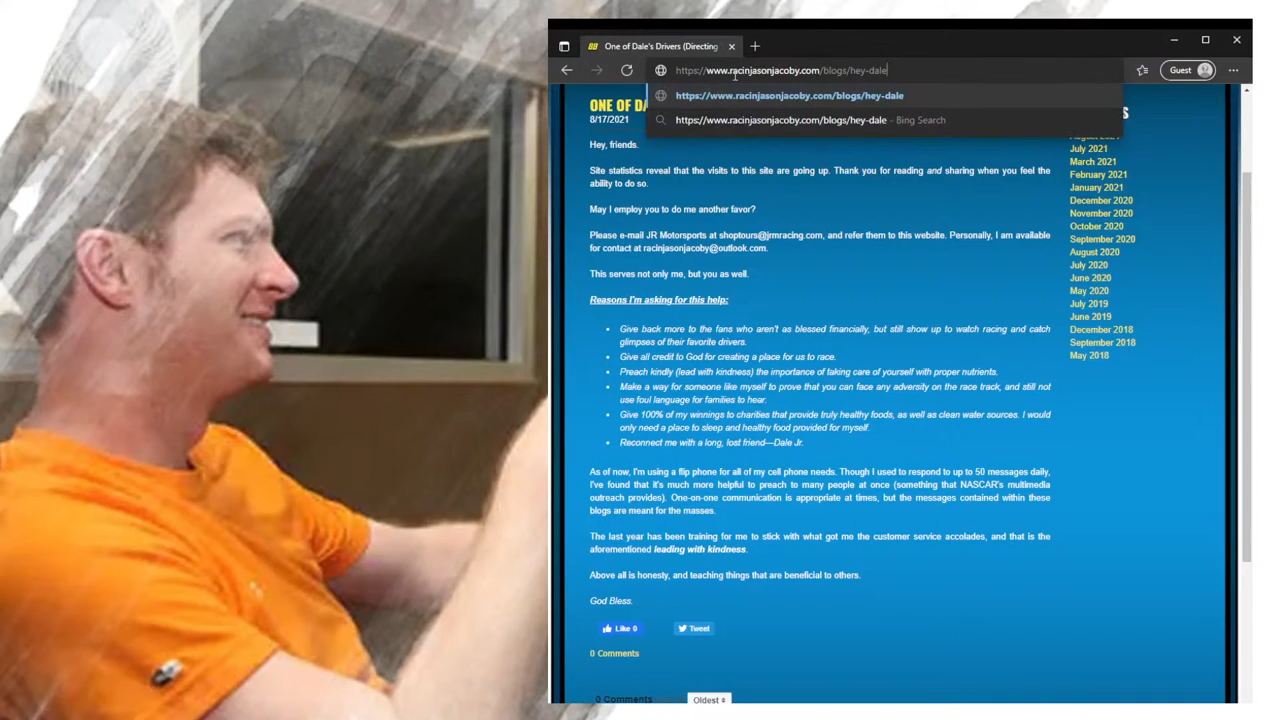 One of Dale's Drivers (Directing
https://www.racinjasonjacoby.com/blogs/hey-dale
Guest
https://www.racinjasonjacoby.com/blogs/hey-dale
https://www.racinjasonjacoby.com/blogs/hey-dale - Bing Search
ONE OF DA
8/17/2021
Hey, friends.
Site statistics reveal that the visits to this site are going up. Thank you for reading and sharing when you feel the
ability to do so.
May I employ you to do me another favor?
Please e-mail JR Motorsports at shoptours@jrmracing.com, and refer them to this website. Personally, I am available
for contact at racinjasonjacoby@outlook.com.
This serves not only me, but you as well.
Reasons I'm asking for this help:
• Give back more to the fans who aren't as blessed financially, but still show up to watch racing and catch
glimpses of their favorite drivers.
• Give all credit to God for creating a place for us to race.
• Preach kindly (lead with kindness) the importance of taking care of yourself with proper nutrients.
• Make a way for someone like myself to prove that you can face any adversity on the race track, and still not
use foul language for families to hear.
• Give 100% of my winnings to charities that provide truly healthy foods, as well as clean water sources. I would
only need a place to sleep and healthy food provided for myself.
• Reconnect me with a long, lost friend—Dale Jr.
As of now, I'm using a flip phone for all of my cell phone needs. Though I used to respond to up to 50 messages daily,
I've found that it's much more helpful to preach to many people at once (something that NASCAR's multimedia
outreach provides). One-on-one communication is appropriate at times, but the messages contained within these
blogs are meant for the masses.
The last year has been training for me to stick with what got me the customer service accolades, and that is the
aforementioned leading with kindness.
Above all is honesty, and teaching things that are beneficial to others.
God Bless.
Like 0
Tweet
0 Comments
0 Comments
Oldest
July 2021
March 2021
February 2021
January 2021
December 2020
November 2020
October 2020
September 2020
August 2020
July 2020
June 2020
May 2020
July 2019
June 2019
December 2018
September 2018
May 2018